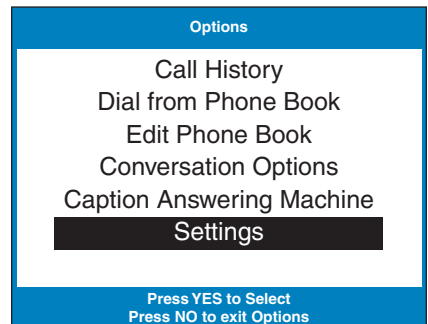 Options
Call History
Dial from Phone Book
Edit Phone Book
Conversation Options
Caption Answering Machine
Settings
Press YES to Select
Press NO to exit Options